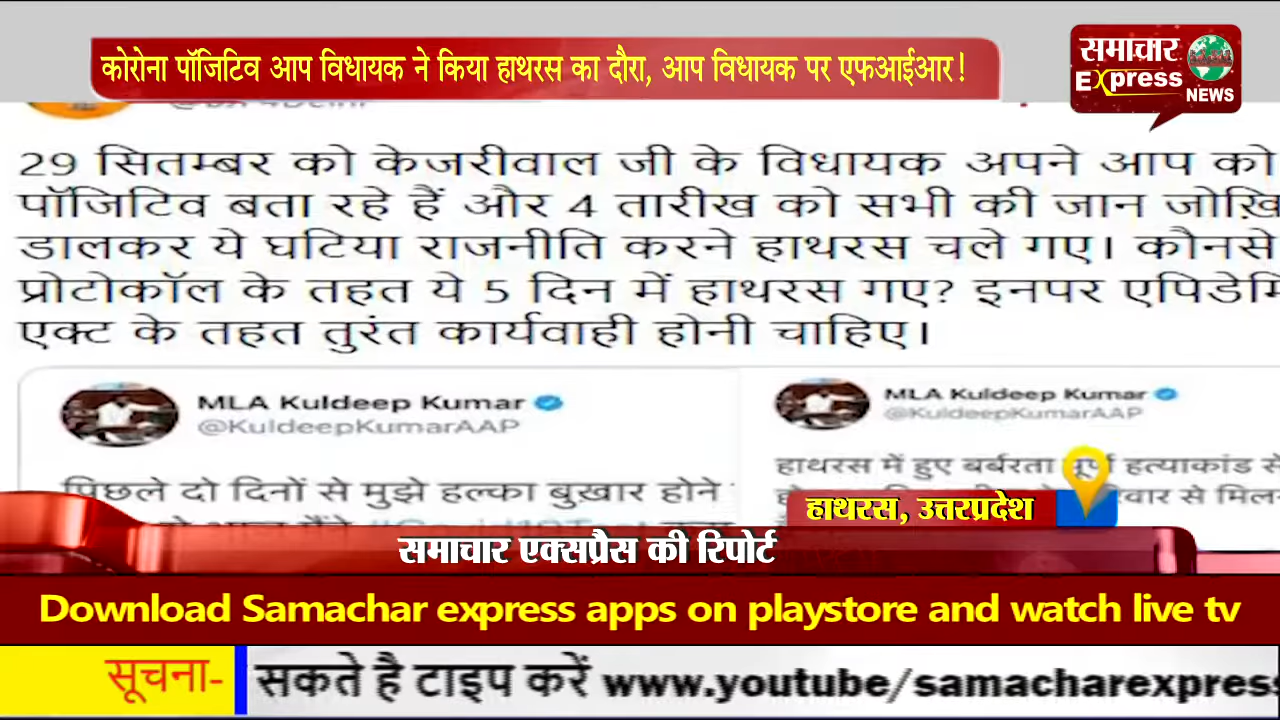 कोरोना पॉजिटिव आप विधायक ने किया हाथरस का दौरा, आप विधायक पर एफआईआर!
समाचार
Express
NEWS
29 सितम्बर को केजरीवाल जी के विधायक अपने आप को
पॉजिटिव बता रहे हैं और 4 तारीख को सभी की जान जोख़ि
डालकर ये घटिया राजनीति करने हाथरस चले गए। कौनसे
प्रोटोकॉल के तहत ये 5 दिन में हाथरस गए? इनपर एपिडेमि
एक्ट के तहत तुरंत कार्यवाही होनी चाहिए।
MLA Kuldeep Kumar
@KuldeepKumarAAP
पिछले दो दिनों से मुझे हल्का बुख़ार होने
MLA Kuldeep Kumar
@KuldeepKumarAAP
हाथरस में हुए बर्बरता पूर्ण हत्याकांड से
से मिलन
हाथरस, उत्तरप्रदेश
समाचार एक्सप्रैस की रिपोर्ट
Download Samachar express apps on playstore and watch live tv
सूचना- सकते है टाइप करें www.youtube/samacharexpress